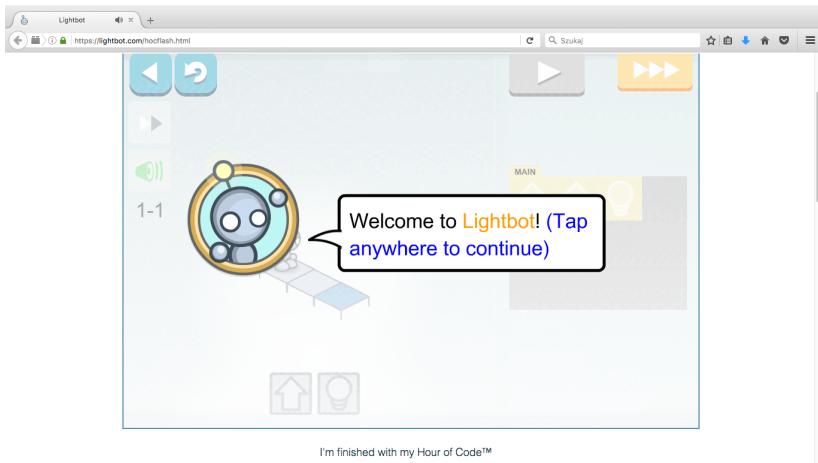 Lightbot
https://lightbot.com/hocflash.html
Szukaj
MAIN
1-1
Welcome to Lightbot! (Tap
anywhere to continue)
I'm finished with my Hour of Code™